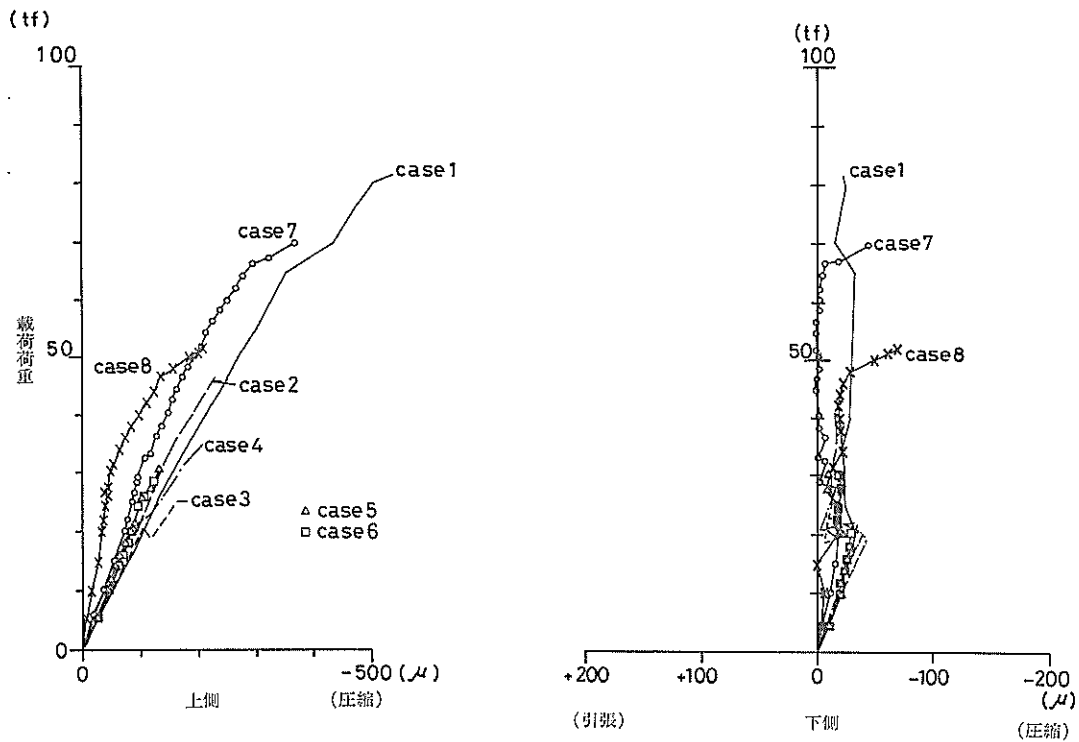 (tf)
100
case1
case7
載荷荷重
50
case8
case2
case4
case3
△ case5
□ case6
0
0
-500 (μ)
上側
(圧縮)
(tf)
100
case1
case7
50
case8
+200
+100
0
-100
-200
(μ)
(引張)
下側
(圧縮)